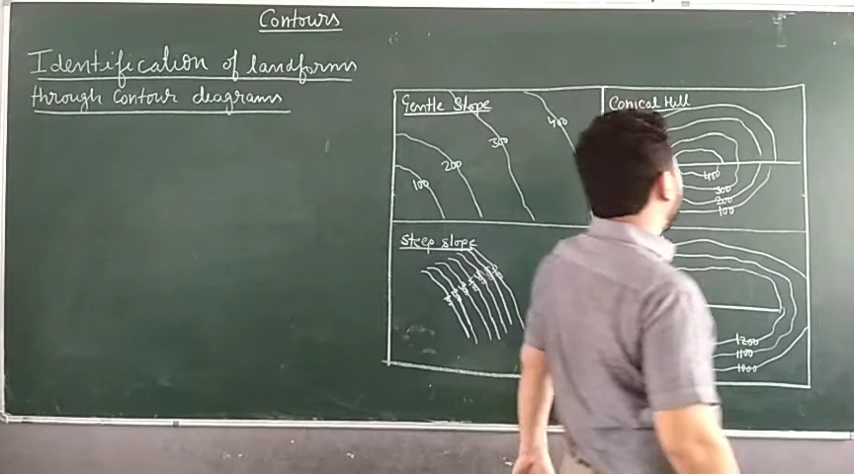 Contours
Identification of landforms
through contour diagrams
Gentle Slope
Conical Hill
400
300
200
100
400
300
200
100
Steep slope
1200
1100
1000